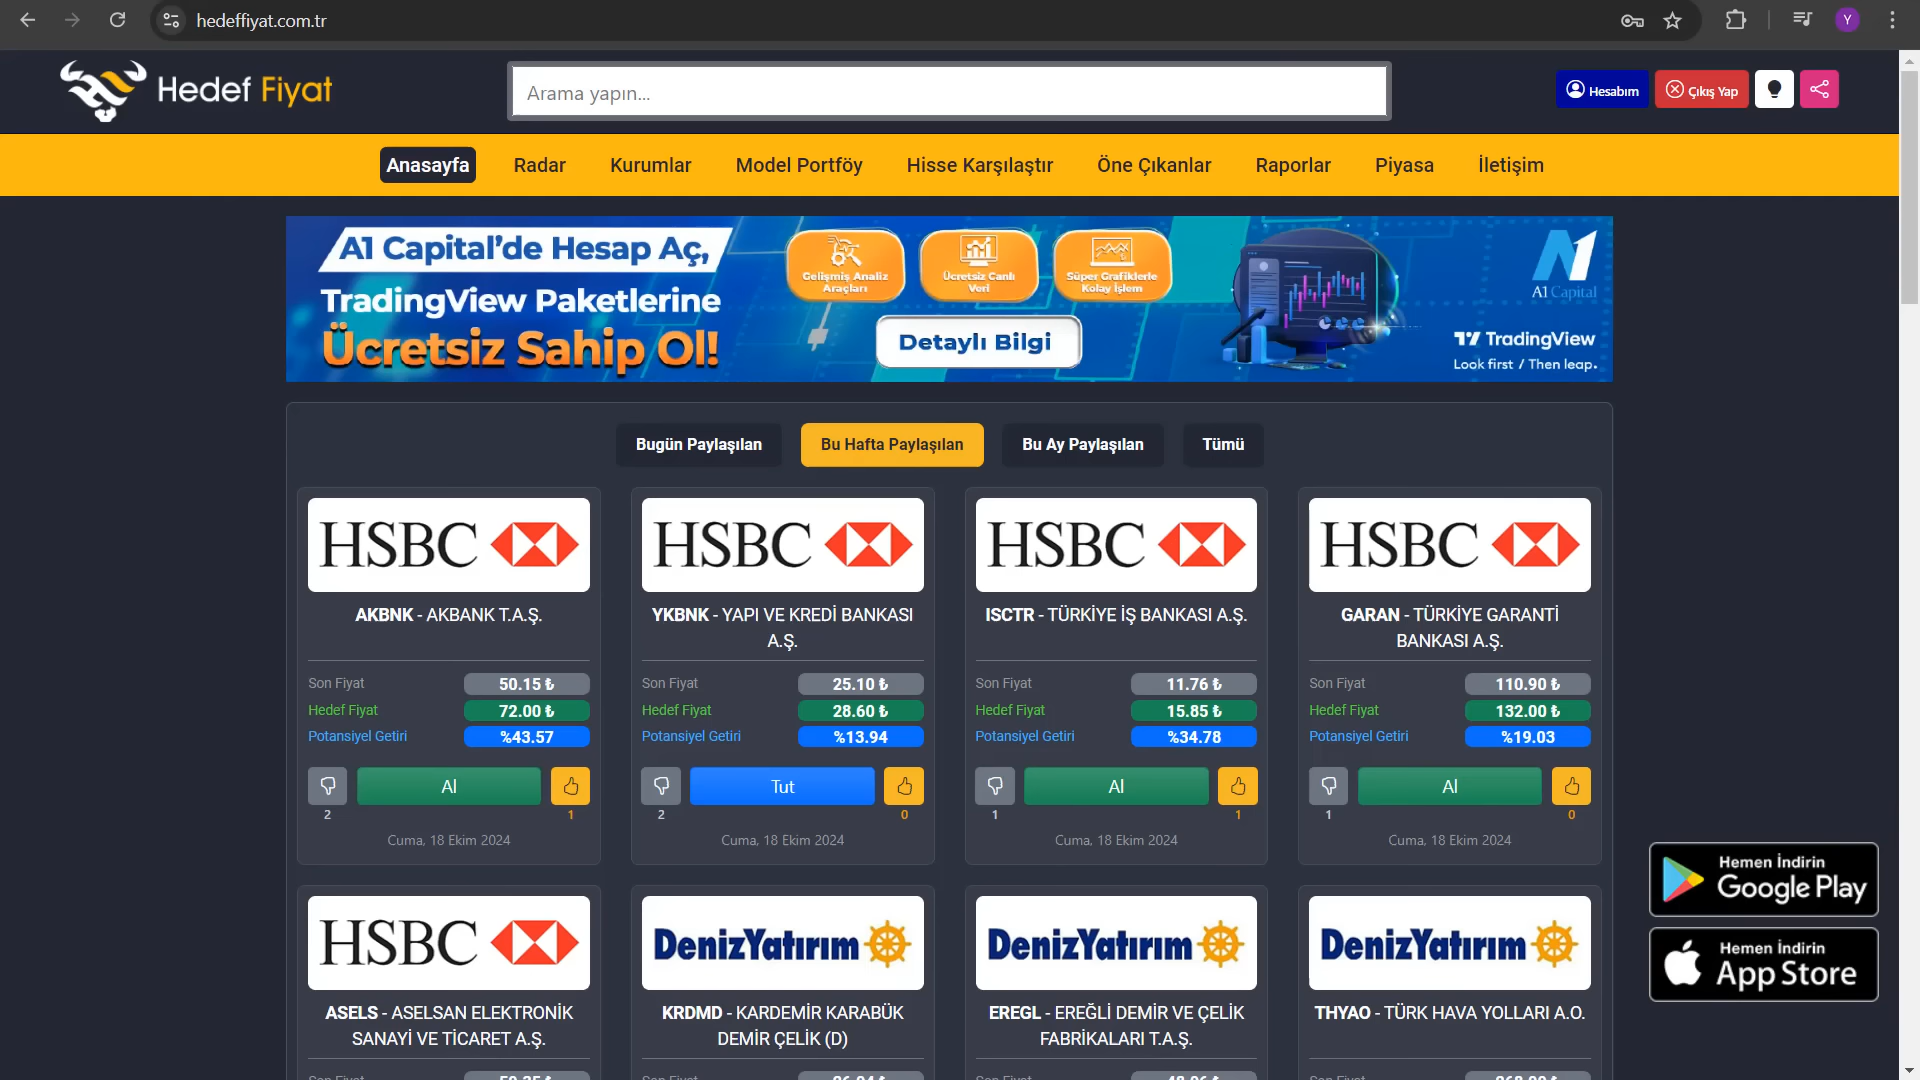 hedeffiyat.com.tr
Y
Hedef Fiyat
Arama yapın...
Hesabım
Çıkış Yap
Anasayfa
Radar
Kurumlar
Model Portföy
Hisse Karşılaştır
Öne Çıkanlar
Raporlar
Piyasa
İletişim
A1 Capital'de Hesap Aç,
TradingView Paketlerine
Ücretsiz Sahip Ol!
Gelişmiş Analiz
Araçları
Ücretsiz Canlı
Veri
Süper Grafiklerle
Kolay İşlem
Detaylı Bilgi
A1 Capital
TradingView
Look first / Then leap.
Bugün Paylaşılan
Bu Hafta Paylaşılan
Bu Ay Paylaşılan
Tümü
HSBC
AKBNK - AKBANK T.A.Ş.
Son Fiyat 50.15 ₺
Hedef Fiyat 72.00 ₺
Potansiyel Getiri %43.57
Al
2 1
Cuma, 18 Ekim 2024
HSBC
YKBNK - YAPI VE KREDİ BANKASI
A.Ş.
Son Fiyat 25.10 ₺
Hedef Fiyat 28.60 ₺
Potansiyel Getiri %13.94
Tut
2 0
Cuma, 18 Ekim 2024
HSBC
ISCTR - TÜRKİYE İŞ BANKASI A.Ş.
Son Fiyat 11.76 ₺
Hedef Fiyat 15.85 ₺
Potansiyel Getiri %34.78
Al
1 1
Cuma, 18 Ekim 2024
HSBC
GARAN - TÜRKİYE GARANTİ
BANKASI A.Ş.
Son Fiyat 110.90 ₺
Hedef Fiyat 132.00 ₺
Potansiyel Getiri %19.03
Al
1 0
Cuma, 18 Ekim 2024
HSBC
ASELS - ASELSAN ELEKTRONİK
SANAYİ VE TİCARET A.Ş.
DenizYatırım
KRDMD - KARDEMİR KARABÜK
DEMİR ÇELİK (D)
DenizYatırım
EREGL - EREĞLİ DEMİR VE ÇELİK
FABRİKALARI T.A.Ş.
DenizYatırım
THYAO - TÜRK HAVA YOLLARI A.O.
Hemen İndirin
Google Play
Hemen İndirin
App Store